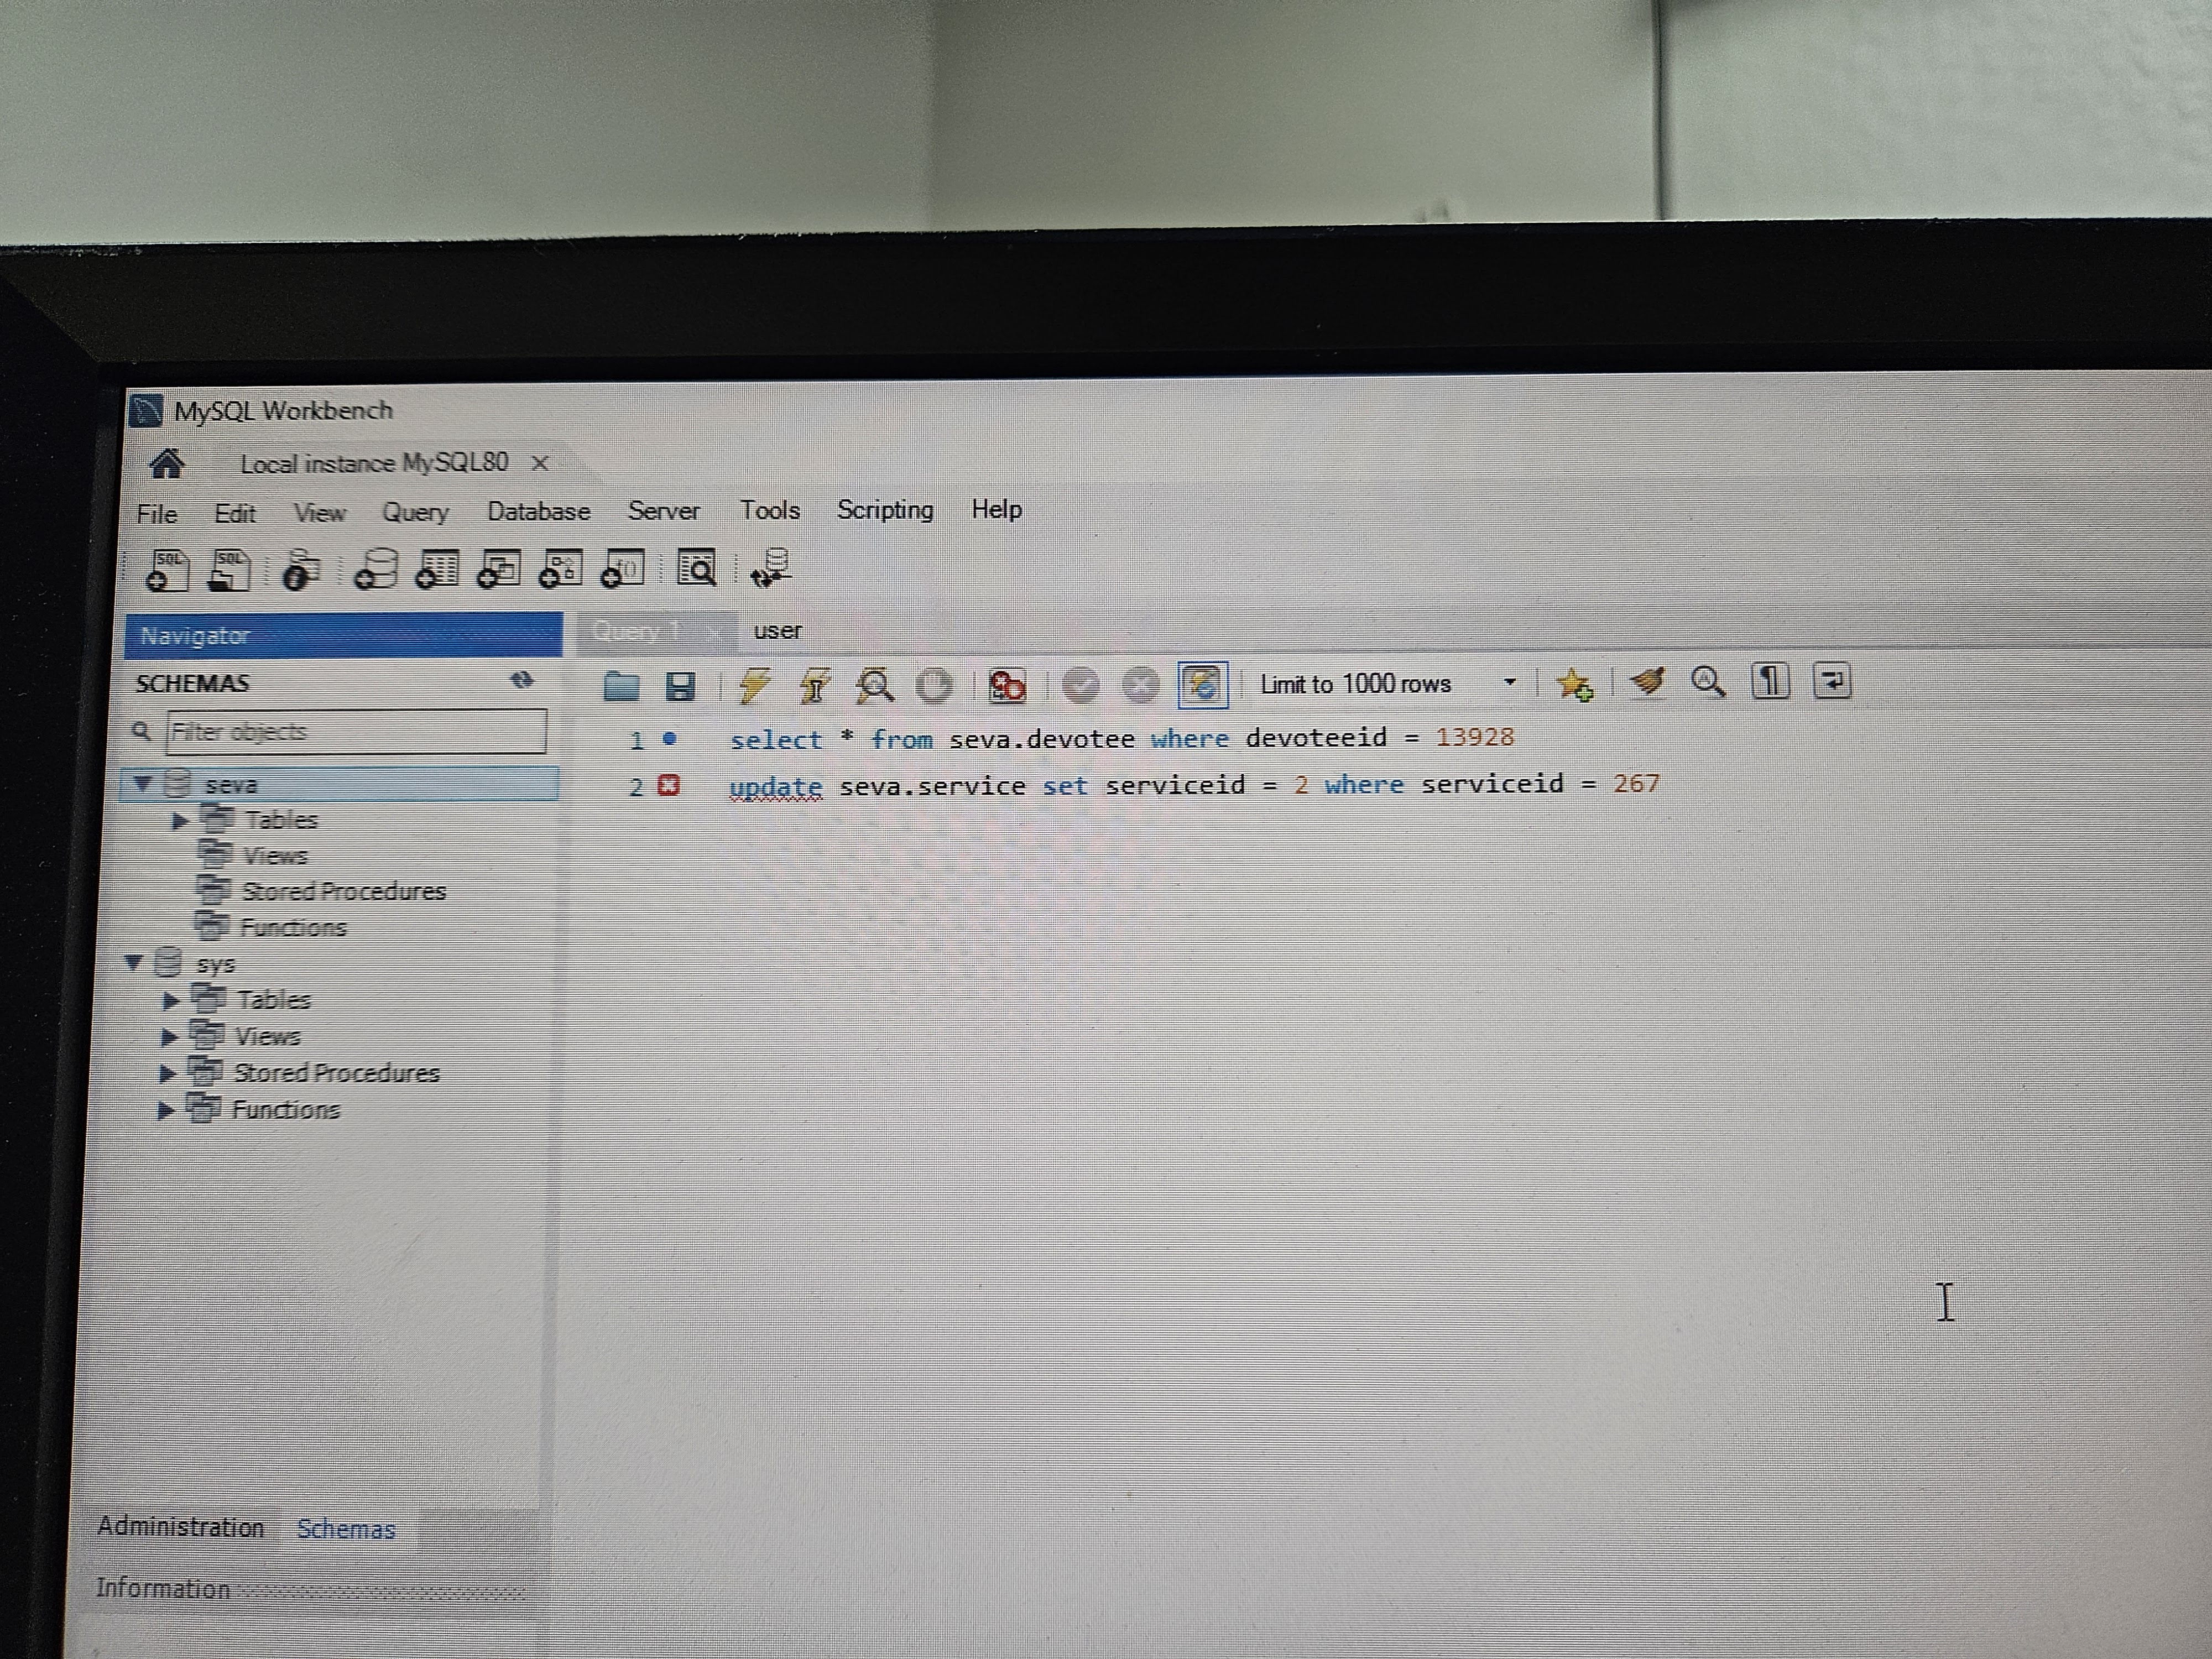 MySQL Workbench
Local instance MySQL80
File Edit View Query Database Server Tools Scripting Help
SQL SQL
Navigator
Query 1 user
SCHEMAS
Limit to 1000 rows
Filter objects
1 select * from seva.devotee where devoteeid = 13928
2 update seva.service set serviceid = 2 where serviceid = 267
seva
Tables
Views
Stored Procedures
Functions
sys
Tables
Views
Stored Procedures
Functions
Administration Schemas
Information